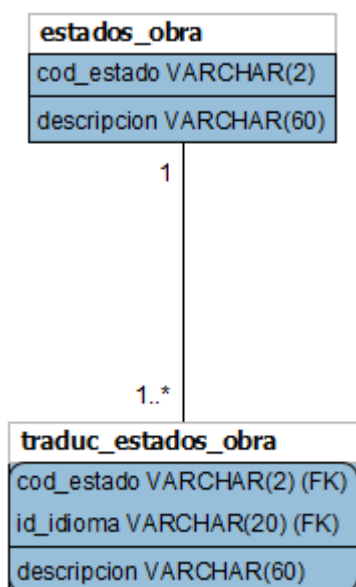 estados_obra
cod_estado VARCHAR(2)
descripcion VARCHAR(60)
1
1..*
traduc_estados_obra
cod_estado VARCHAR(2) (FK)
id_idioma VARCHAR(20) (FK)
descripcion VARCHAR(60)